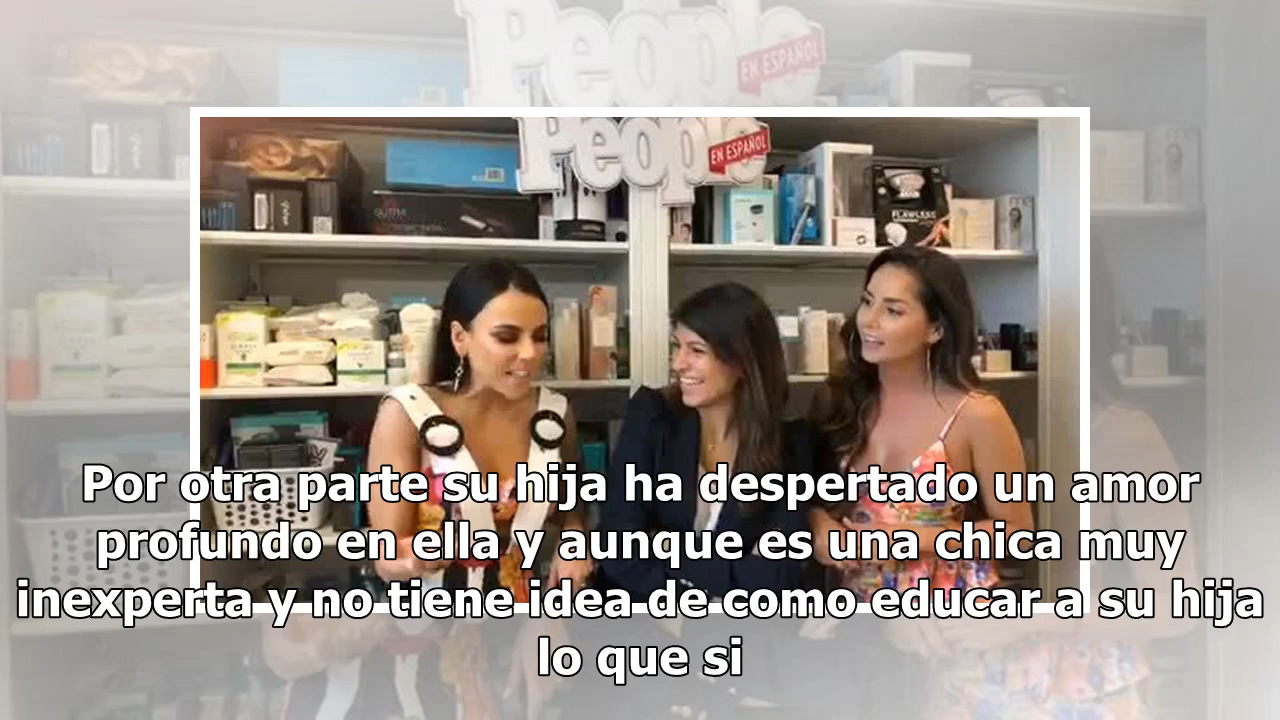 People
EN ESPAÑOL
People
EN ESPAÑOL
SUTRA
FLAWLESS
Por otra parte su hija ha despertado un amor
profundo en ella y aunque es una chica muy
inexperta y no tiene idea de como educar a su hija
lo que si